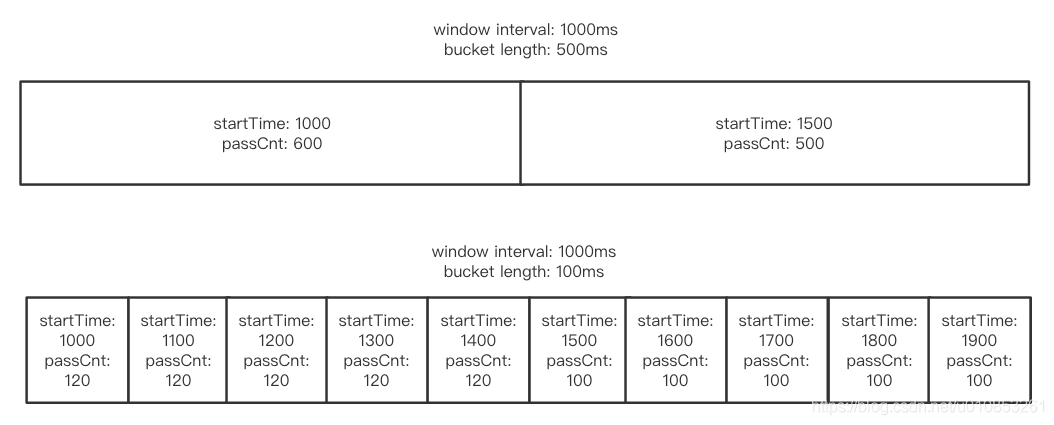 window interval: 1000ms
bucket length: 500ms
startTime: 1000
passCnt: 600
startTime: 1500
passCnt: 500
window interval: 1000ms
bucket length: 100ms
startTime:
1000
passCnt:
120
startTime:
1100
passCnt:
120
startTime:
1200
passCnt:
120
startTime:
1300
passCnt:
120
startTime:
1400
passCnt:
120
startTime:
1500
passCnt:
100
startTime:
1600
passCnt:
100
startTime:
1700
passCnt:
100
startTime:
1800
passCnt:
100
startTime:
1900
passCnt:
100
https://blog.csdn.net/u010853261